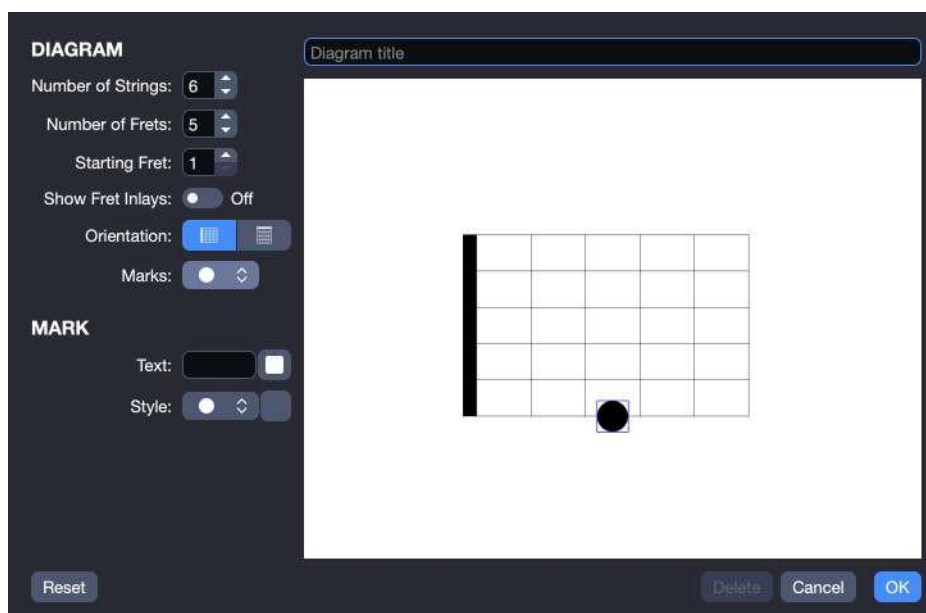 DIAGRAM
Diagram title
Number of Strings: 6
Number of Frets: 5
Starting Fret: 1
Show Fret Inlays: Off
Orientation:
Marks:
MARK
Text:
Style:
Reset
Delete
Cancel
OK